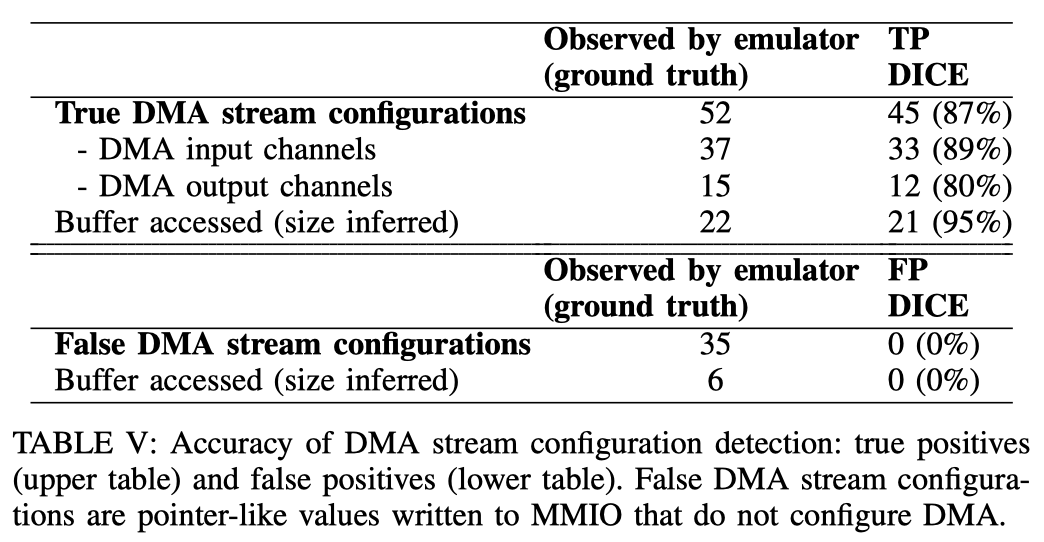 Observed by emulator TP
(ground truth) DICE
True DMA stream configurations 52 45 (87%)
- DMA input channels 37 33 (89%)
- DMA output channels 15 12 (80%)
Buffer accessed (size inferred) 22 21 (95%)
Observed by emulator FP
(ground truth) DICE
False DMA stream configurations 35 0 (0%)
Buffer accessed (size inferred) 6 0 (0%)
TABLE V: Accuracy of DMA stream configuration detection: true positives
(upper table) and false positives (lower table). False DMA stream configura-
tions are pointer-like values written to MMIO that do not configure DMA.